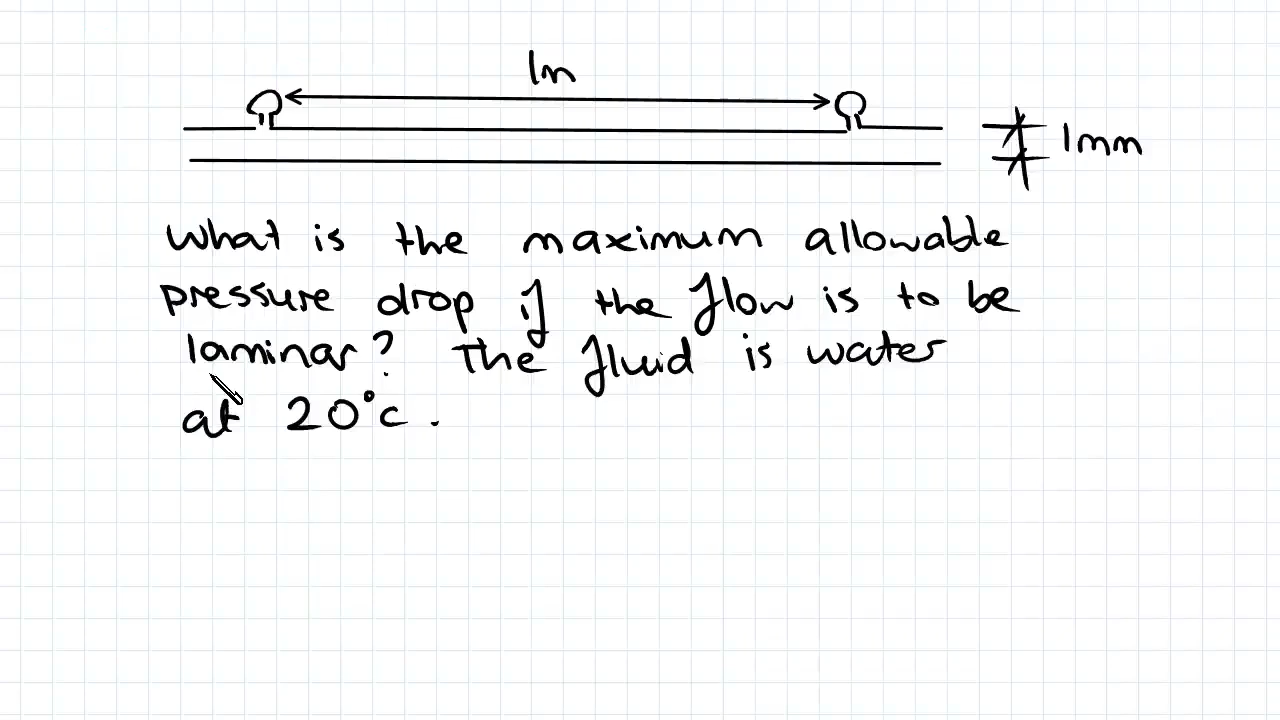 1m
1mm
What is the maximum allowable
pressure drop if the flow is to be
laminar? The fluid is water
at 20°c.